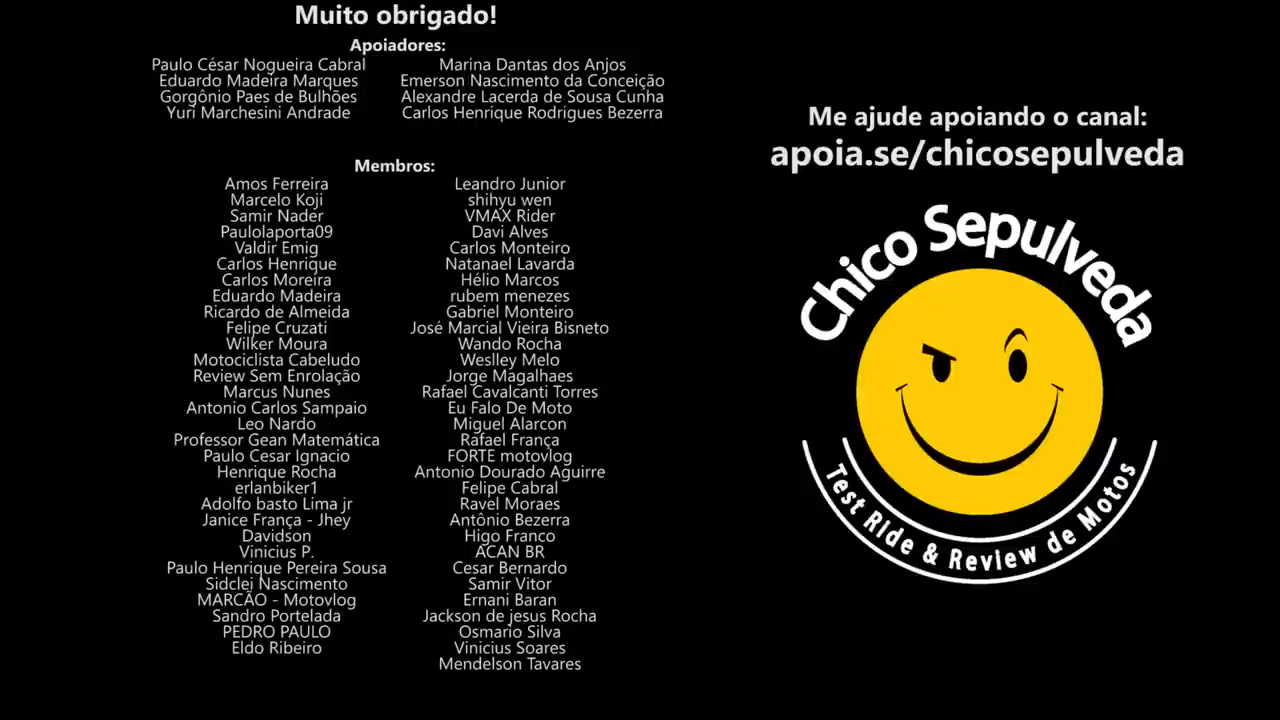 Muito obrigado!
Apoiadores:
Paulo César Nogueira Cabral
Eduardo Madeira Marques
Gorgônio Paes de Bulhões
Yuri Marchesini Andrade
Marina Dantas dos Anjos
Emerson Nascimento da Conceição
Alexandre Lacerda de Sousa Cunha
Carlos Henrique Rodrigues Bezerra
Membros:
Amos Ferreira
Marcelo Koji
Samir Nader
Paulolaporta09
Valdir Emig
Carlos Henrique
Carlos Moreira
Eduardo Madeira
Ricardo de Almeida
Felipe Cruzati
Wilker Moura
Motociclista Cabeludo
Review Sem Enrolação
Marcus Nunes
Antonio Carlos Sampaio
Leo Nardo
Professor Gean Matemática
Paulo Cesar Ignacio
Henrique Rocha
erlanbiker1
Adolfo basto Lima jr
Janice França - Jhey
Davidson
Vinicius P.
Paulo Henrique Pereira Sousa
Sidclei Nascimento
MARCÃO - Motovlog
Sandro Portelada
PEDRO PAULO
Eldo Ribeiro
Leandro Junior
shihyu wen
VMAX Rider
Davi Alves
Carlos Monteiro
Natanael Lavarda
Hélio Marcos
rubem menezes
Gabriel Monteiro
José Marcial Vieira Bisneto
Wando Rocha
Weslley Melo
Jorge Magalhaes
Rafael Cavalcanti Torres
Eu Falo De Moto
Miguel Alarcon
Rafael França
FORTE motovlog
Antonio Dourado Aguirre
Felipe Cabral
Ravel Moraes
Antônio Bezerra
Higo Franco
ACAN BR
Cesar Bernardo
Samir Vitor
Ernani Baran
Jackson de jesus Rocha
Osmario Silva
Vinicius Soares
Mendelson Tavares
Me ajude apoiando o canal:
apoia.se/chicosepulveda
Chico Sepulveda
Test Ride & Review de Motos